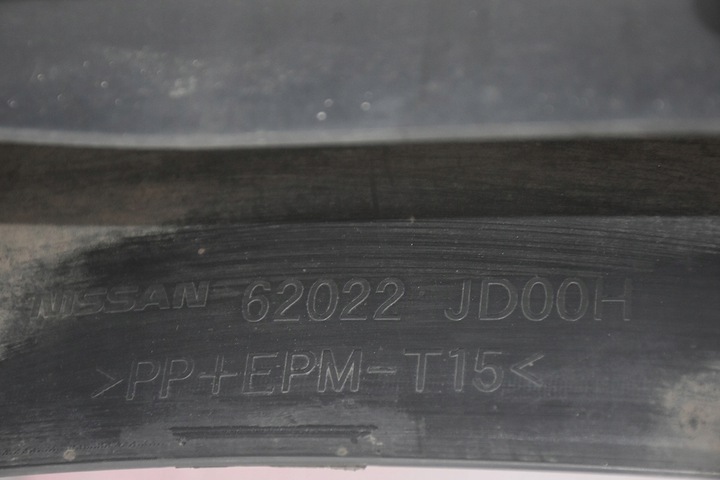 NISSAN 62022 JD00H
>PP+EPM-T15<